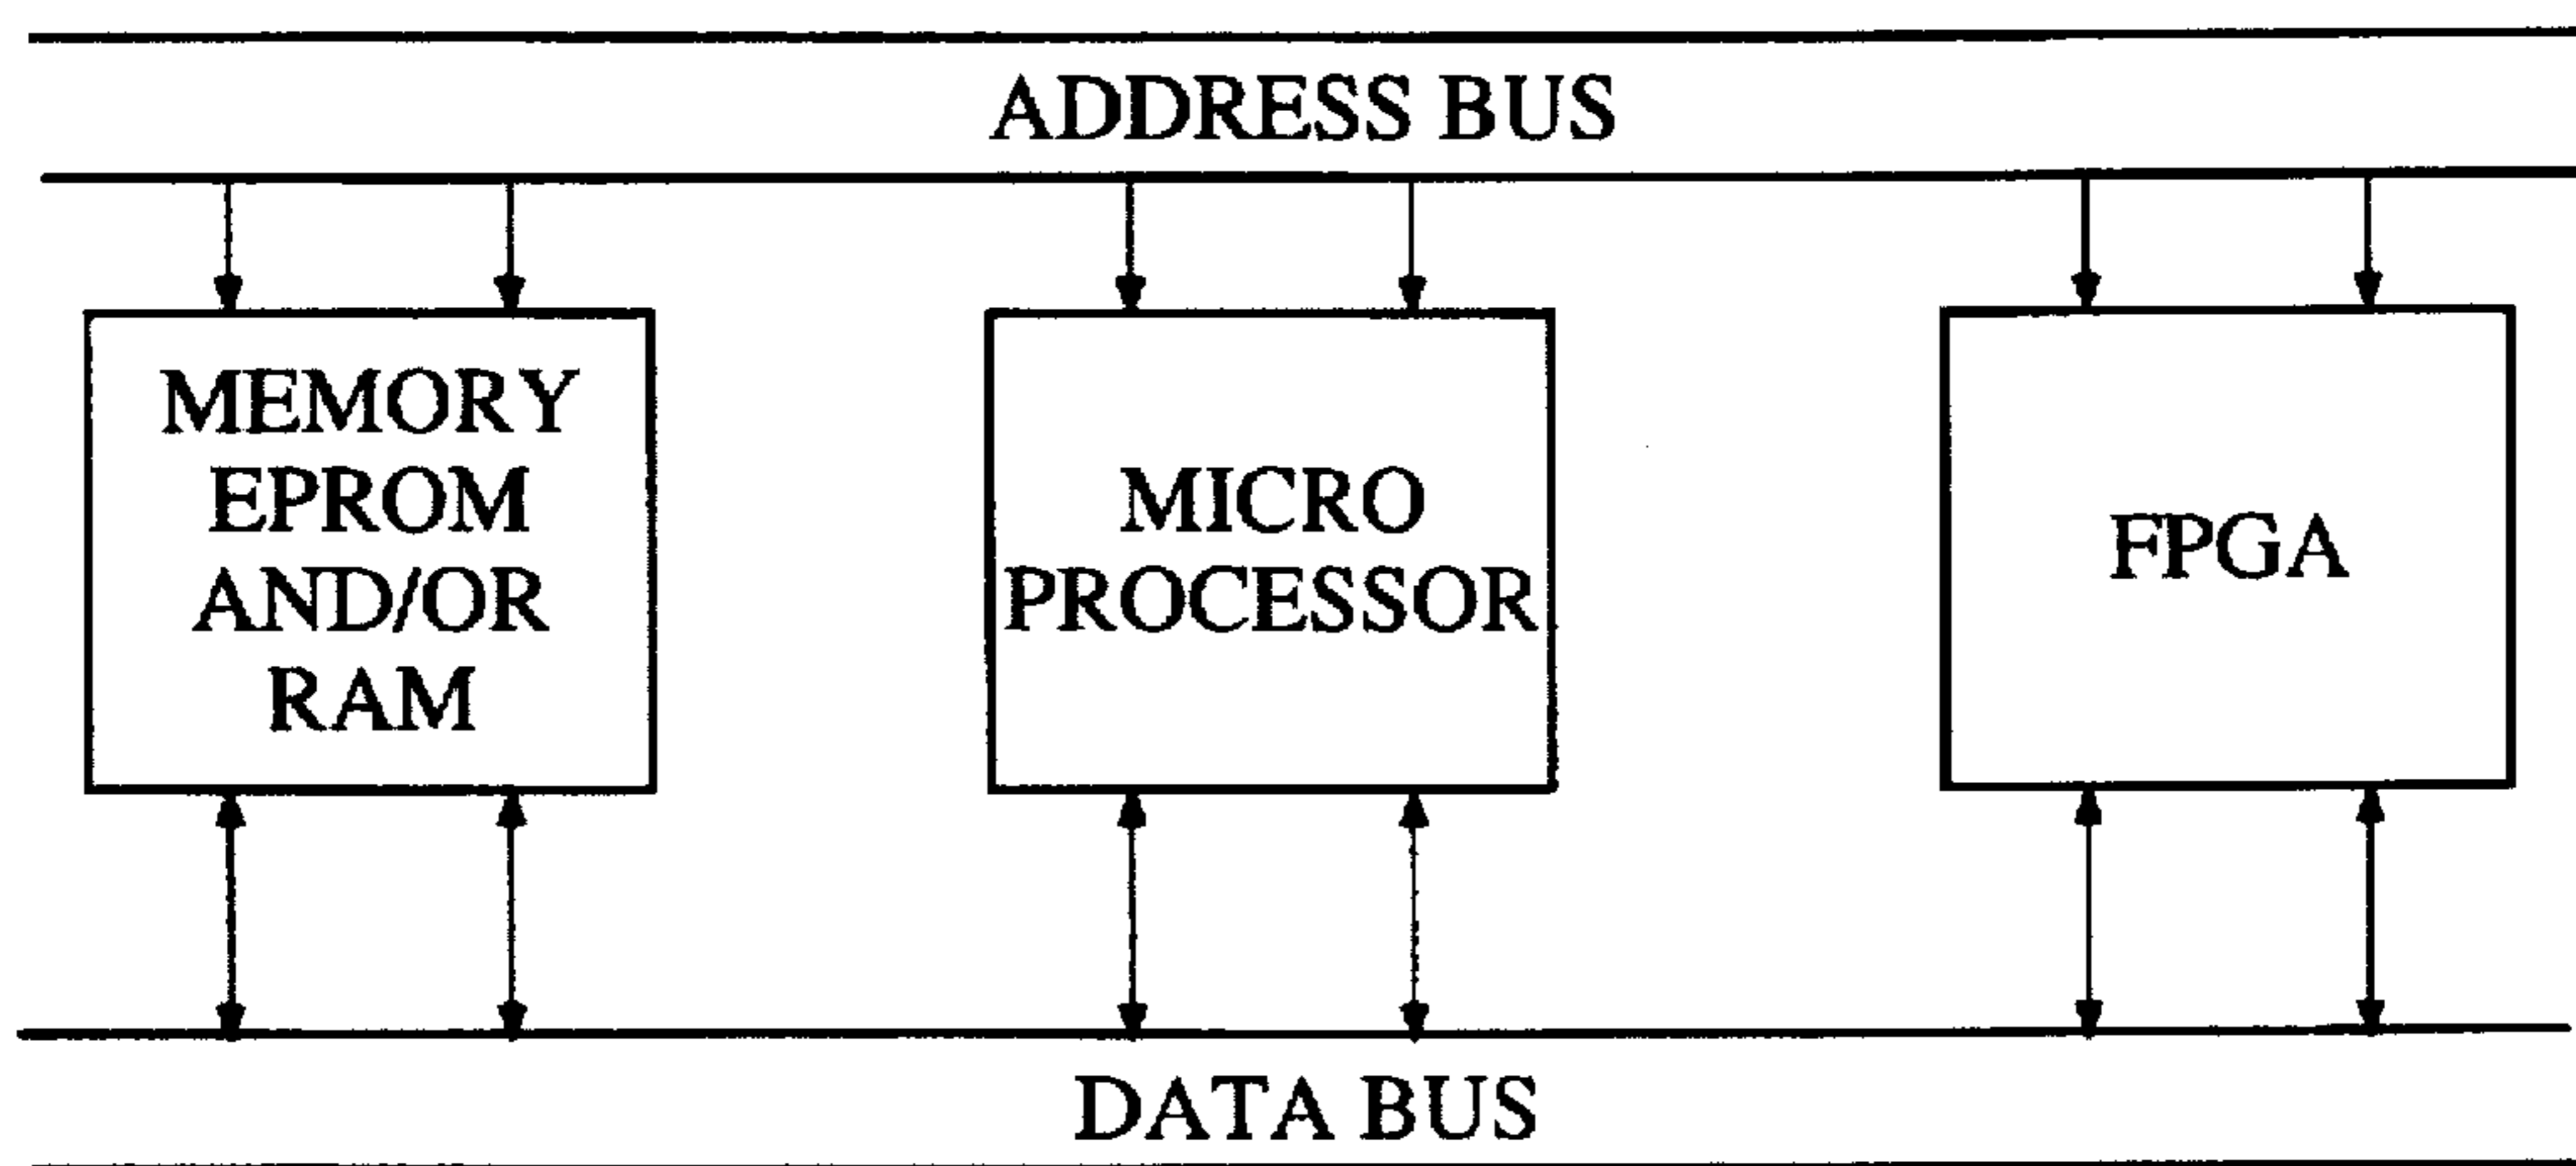 ADDRESS BUS
MEMORY
EPROM
AND/OR
RAM
MICRO
PROCESSOR
FPGA
DATA BUS